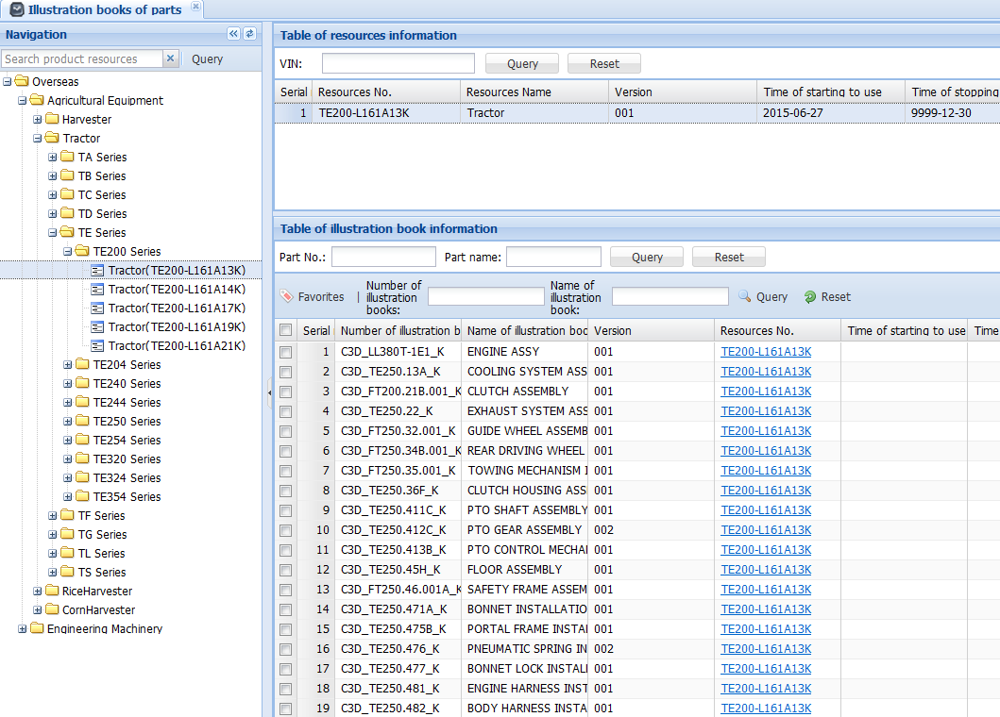 Illustration books of parts
Navigation
Search product resources Query
Overseas
Agricultural Equipment
Harvester
Tractor
TA Series
TB Series
TC Series
TD Series
TE Series
TE200 Series
Tractor(TE200-L161A13K)
Tractor(TE200-L161A14K)
Tractor(TE200-L161A17K)
Tractor(TE200-L161A19K)
Tractor(TE200-L161A21K)
TE204 Series
TE240 Series
TE244 Series
TE250 Series
TE254 Series
TE320 Series
TE324 Series
TE354 Series
TF Series
TG Series
TL Series
TS Series
RiceHarvester
CornHarvester
Engineering Machinery
Table of resources information
VIN: Query Reset
Serial Resources No. Resources Name Version Time of starting to use Time of stopping
1 TE200-L161A13K Tractor 001 2015-06-27 9999-12-30
Table of illustration book information
Part No.: Part name: Query Reset
Favorites | Number of illustration books: Name of illustration book: Query Reset
Serial Number of illustration b Name of illustration boo Version Resources No. Time of starting to use Time
1 C3D_LL380T-1E1_K ENGINE ASSY 001 TE200-L161A13K
2 C3D_TE250.13A_K COOLING SYSTEM ASS 001 TE200-L161A13K
3 C3D_FT200.21B.001_K CLUTCH ASSEMBLY 001 TE200-L161A13K
4 C3D_TE250.22_K EXHAUST SYSTEM ASS 001 TE200-L161A13K
5 C3D_FT250.32.001_K GUIDE WHEEL ASSEMB 001 TE200-L161A13K
6 C3D_FT250.34B.001_K REAR DRIVING WHEEL 001 TE200-L161A13K
7 C3D_FT250.35.001_K TOWING MECHANISM I 001 TE200-L161A13K
8 C3D_TE250.36F_K CLUTCH HOUSING ASS 001 TE200-L161A13K
9 C3D_TE250.411C_K PTO SHAFT ASSEMBLY 001 TE200-L161A13K
10 C3D_TE250.412C_K PTO GEAR ASSEMBLY 002 TE200-L161A13K
11 C3D_TE250.413B_K PTO CONTROL MECHA 001 TE200-L161A13K
12 C3D_TE250.45H_K FLOOR ASSEMBLY 001 TE200-L161A13K
13 C3D_FT250.46.001A_K SAFETY FRAME ASSEM 001 TE200-L161A13K
14 C3D_TE250.471A_K BONNET INSTALLATIO 001 TE200-L161A13K
15 C3D_TE250.475B_K PORTAL FRAME INSTA 001 TE200-L161A13K
16 C3D_TE250.476_K PNEUMATIC SPRING IN 002 TE200-L161A13K
17 C3D_TE250.477_K BONNET LOCK INSTAL 001 TE200-L161A13K
18 C3D_TE250.481_K ENGINE HARNESS INST 001 TE200-L161A13K
19 C3D_TE250.482_K BODY HARNESS INSTA 001 TE200-L161A13K